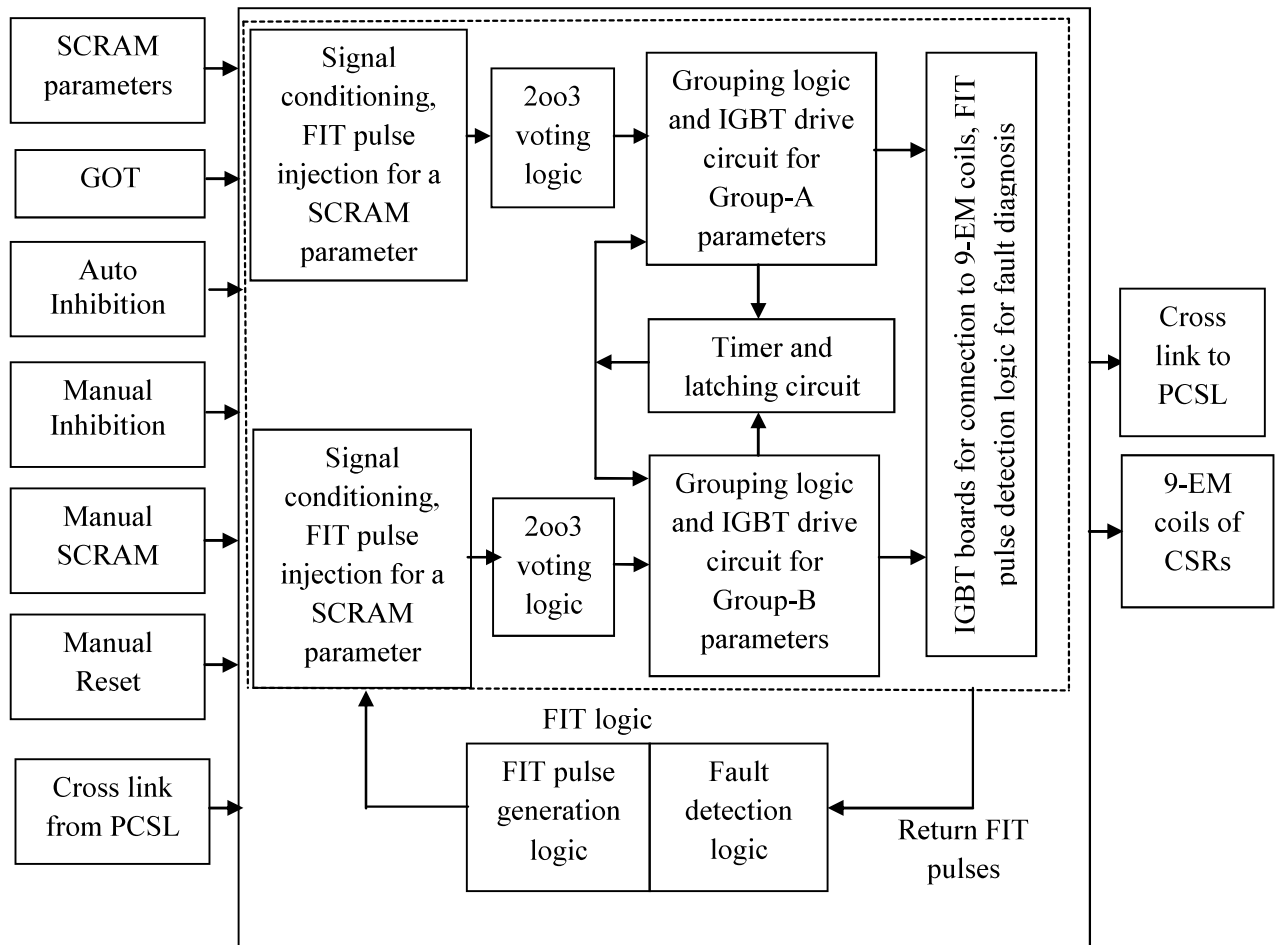 SCRAM
parameters
GOT
Auto
Inhibition
Manual
Inhibition
Manual
SCRAM
Manual
Reset
Cross link
from PCSL
Signal
conditioning,
FIT pulse
injection for a
SCRAM
parameter
2oo3
voting
logic
Grouping logic
and IGBT drive
circuit for
Group-A
parameters
Timer and
latching circuit
Signal
conditioning,
FIT pulse
injection for a
SCRAM
parameter
2oo3
voting
logic
Grouping logic
and IGBT drive
circuit for
Group-B
parameters
IGBT boards for connection to 9-EM coils, FIT
pulse detection logic for fault diagnosis
FIT logic
FIT pulse
generation
logic
Fault
detection
logic
Return FIT
pulses
Cross
link to
PCSL
9-EM
coils of
CSRs